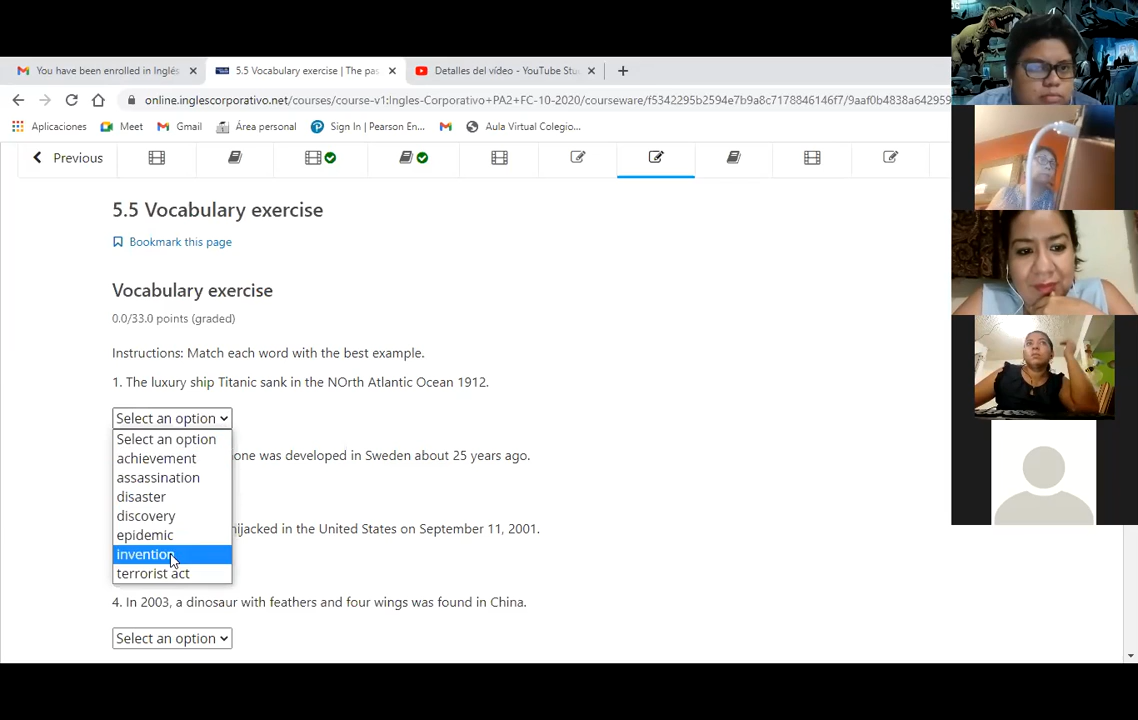 You have been enrolled in Inglés
5.5 Vocabulary exercise | The pas
Detalles del vídeo - YouTube Stu
online.inglescorporativo.net/courses/course-v1:Ingles-Corporativo+PA2+FC-10-2020/courseware/f5342295b2594e7b9a8c7178846146f7/9aaf0b4838a642959
Aplicaciones
Meet
Gmail
Área personal
Sign In | Pearson En...
Aula Virtual Colegio...
Previous
5.5 Vocabulary exercise
Bookmark this page
Vocabulary exercise
0.0/33.0 points (graded)
Instructions: Match each word with the best example.
1. The luxury ship Titanic sank in the NOrth Atlantic Ocean 1912.
Select an option
Select an option
achievement
assassination
disaster
discovery
epidemic
invention
terrorist act
one was developed in Sweden about 25 years ago.
hijacked in the United States on September 11, 2001.
4. In 2003, a dinosaur with feathers and four wings was found in China.
Select an option